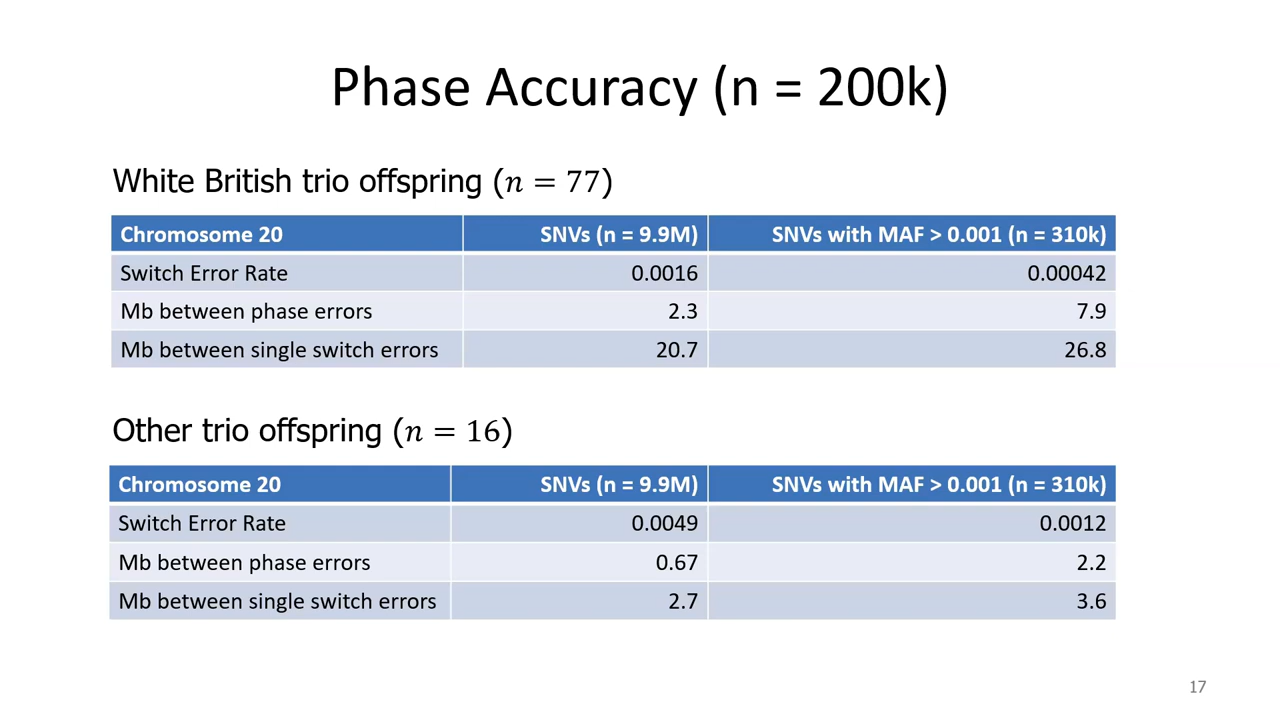 Phase Accuracy (n = 200k)
White British trio offspring (𝑛 = 77)
Chromosome 20 SNVs (n = 9.9M) SNVs with MAF > 0.001 (n = 310k)
Switch Error Rate 0.0016 0.00042
Mb between phase errors 2.3 7.9
Mb between single switch errors 20.7 26.8
Other trio offspring (𝑛 = 16)
Chromosome 20 SNVs (n = 9.9M) SNVs with MAF > 0.001 (n = 310k)
Switch Error Rate 0.0049 0.0012
Mb between phase errors 0.67 2.2
Mb between single switch errors 2.7 3.6
17